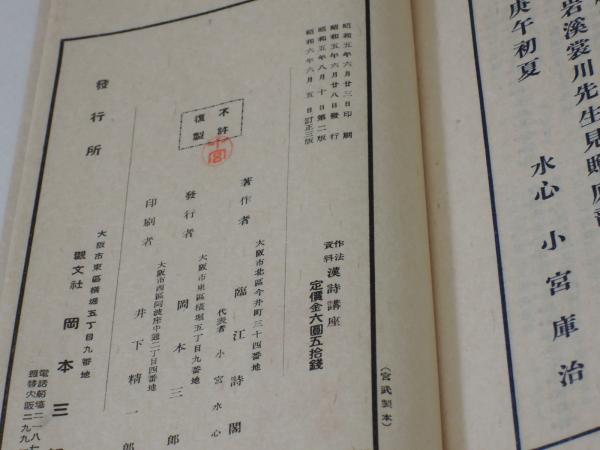 岩溪裳川先生見
庚午初夏
水心 小宮庫治
昭和五年六月廿三日印刷
昭和五年六月廿八日發行
昭和五年八月十日第二版
昭和六年六月五日訂正三版
不許
復製
作法
資料
漢詩講座
定價金六圓五拾錢
著作者
大阪市北區今井町三十四番地
臨江詩閣
代表者 小宮水心
發行者
大阪市東區橫堀五丁目九番地
岡本三郎
印刷者
大阪市西區阿波座中通二丁目四番地
井下精一郎
發行所
大阪市東區橫堀五丁目九番地
觀文社 岡本三
（宮武製本）